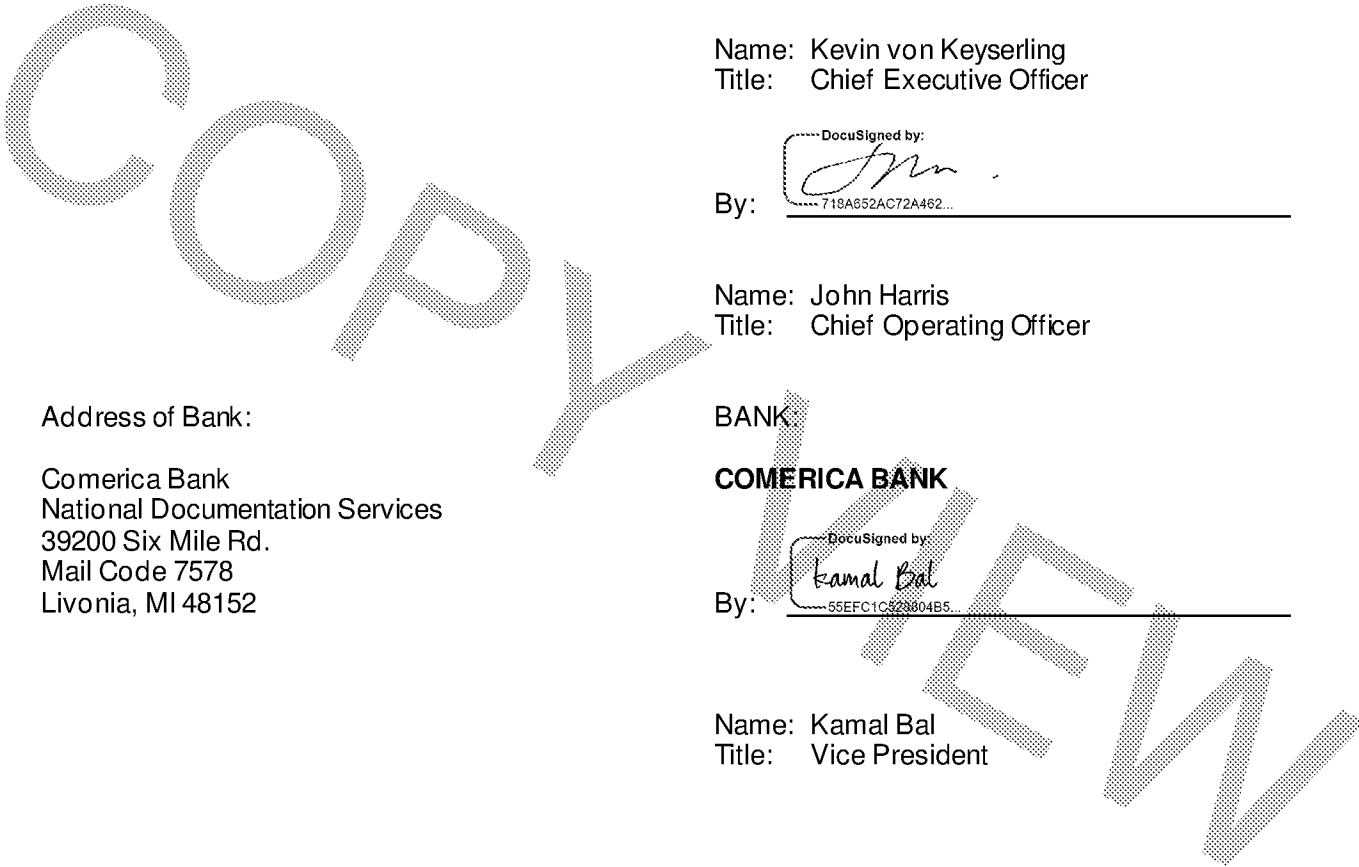 Name: Kevin von Keyserling
Title: Chief Executive Officer
DocuSigned by:
By:
718A652AC72A462...
Name: John Harris
Title: Chief Operating Officer
Address of Bank:
Comerica Bank
National Documentation Services
39200 Six Mile Rd.
Mail Code 7578
Livonia, MI 48152
BANK:
COMERICA BANK
DocuSigned by:
Kamal Bal
By:
Name: Kamal Bal
Title: Vice President
COPY VIEW